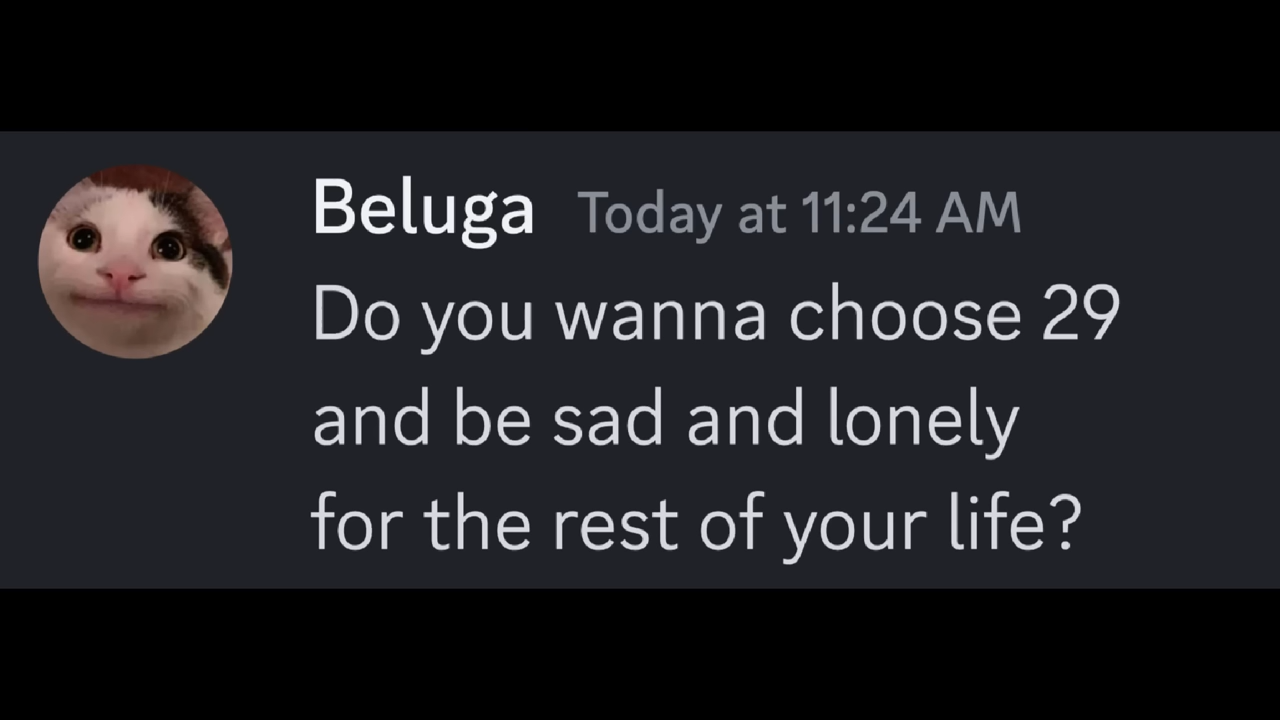 Beluga Today at 11:24 AM
Do you wanna choose 29
and be sad and lonely
for the rest of your life?